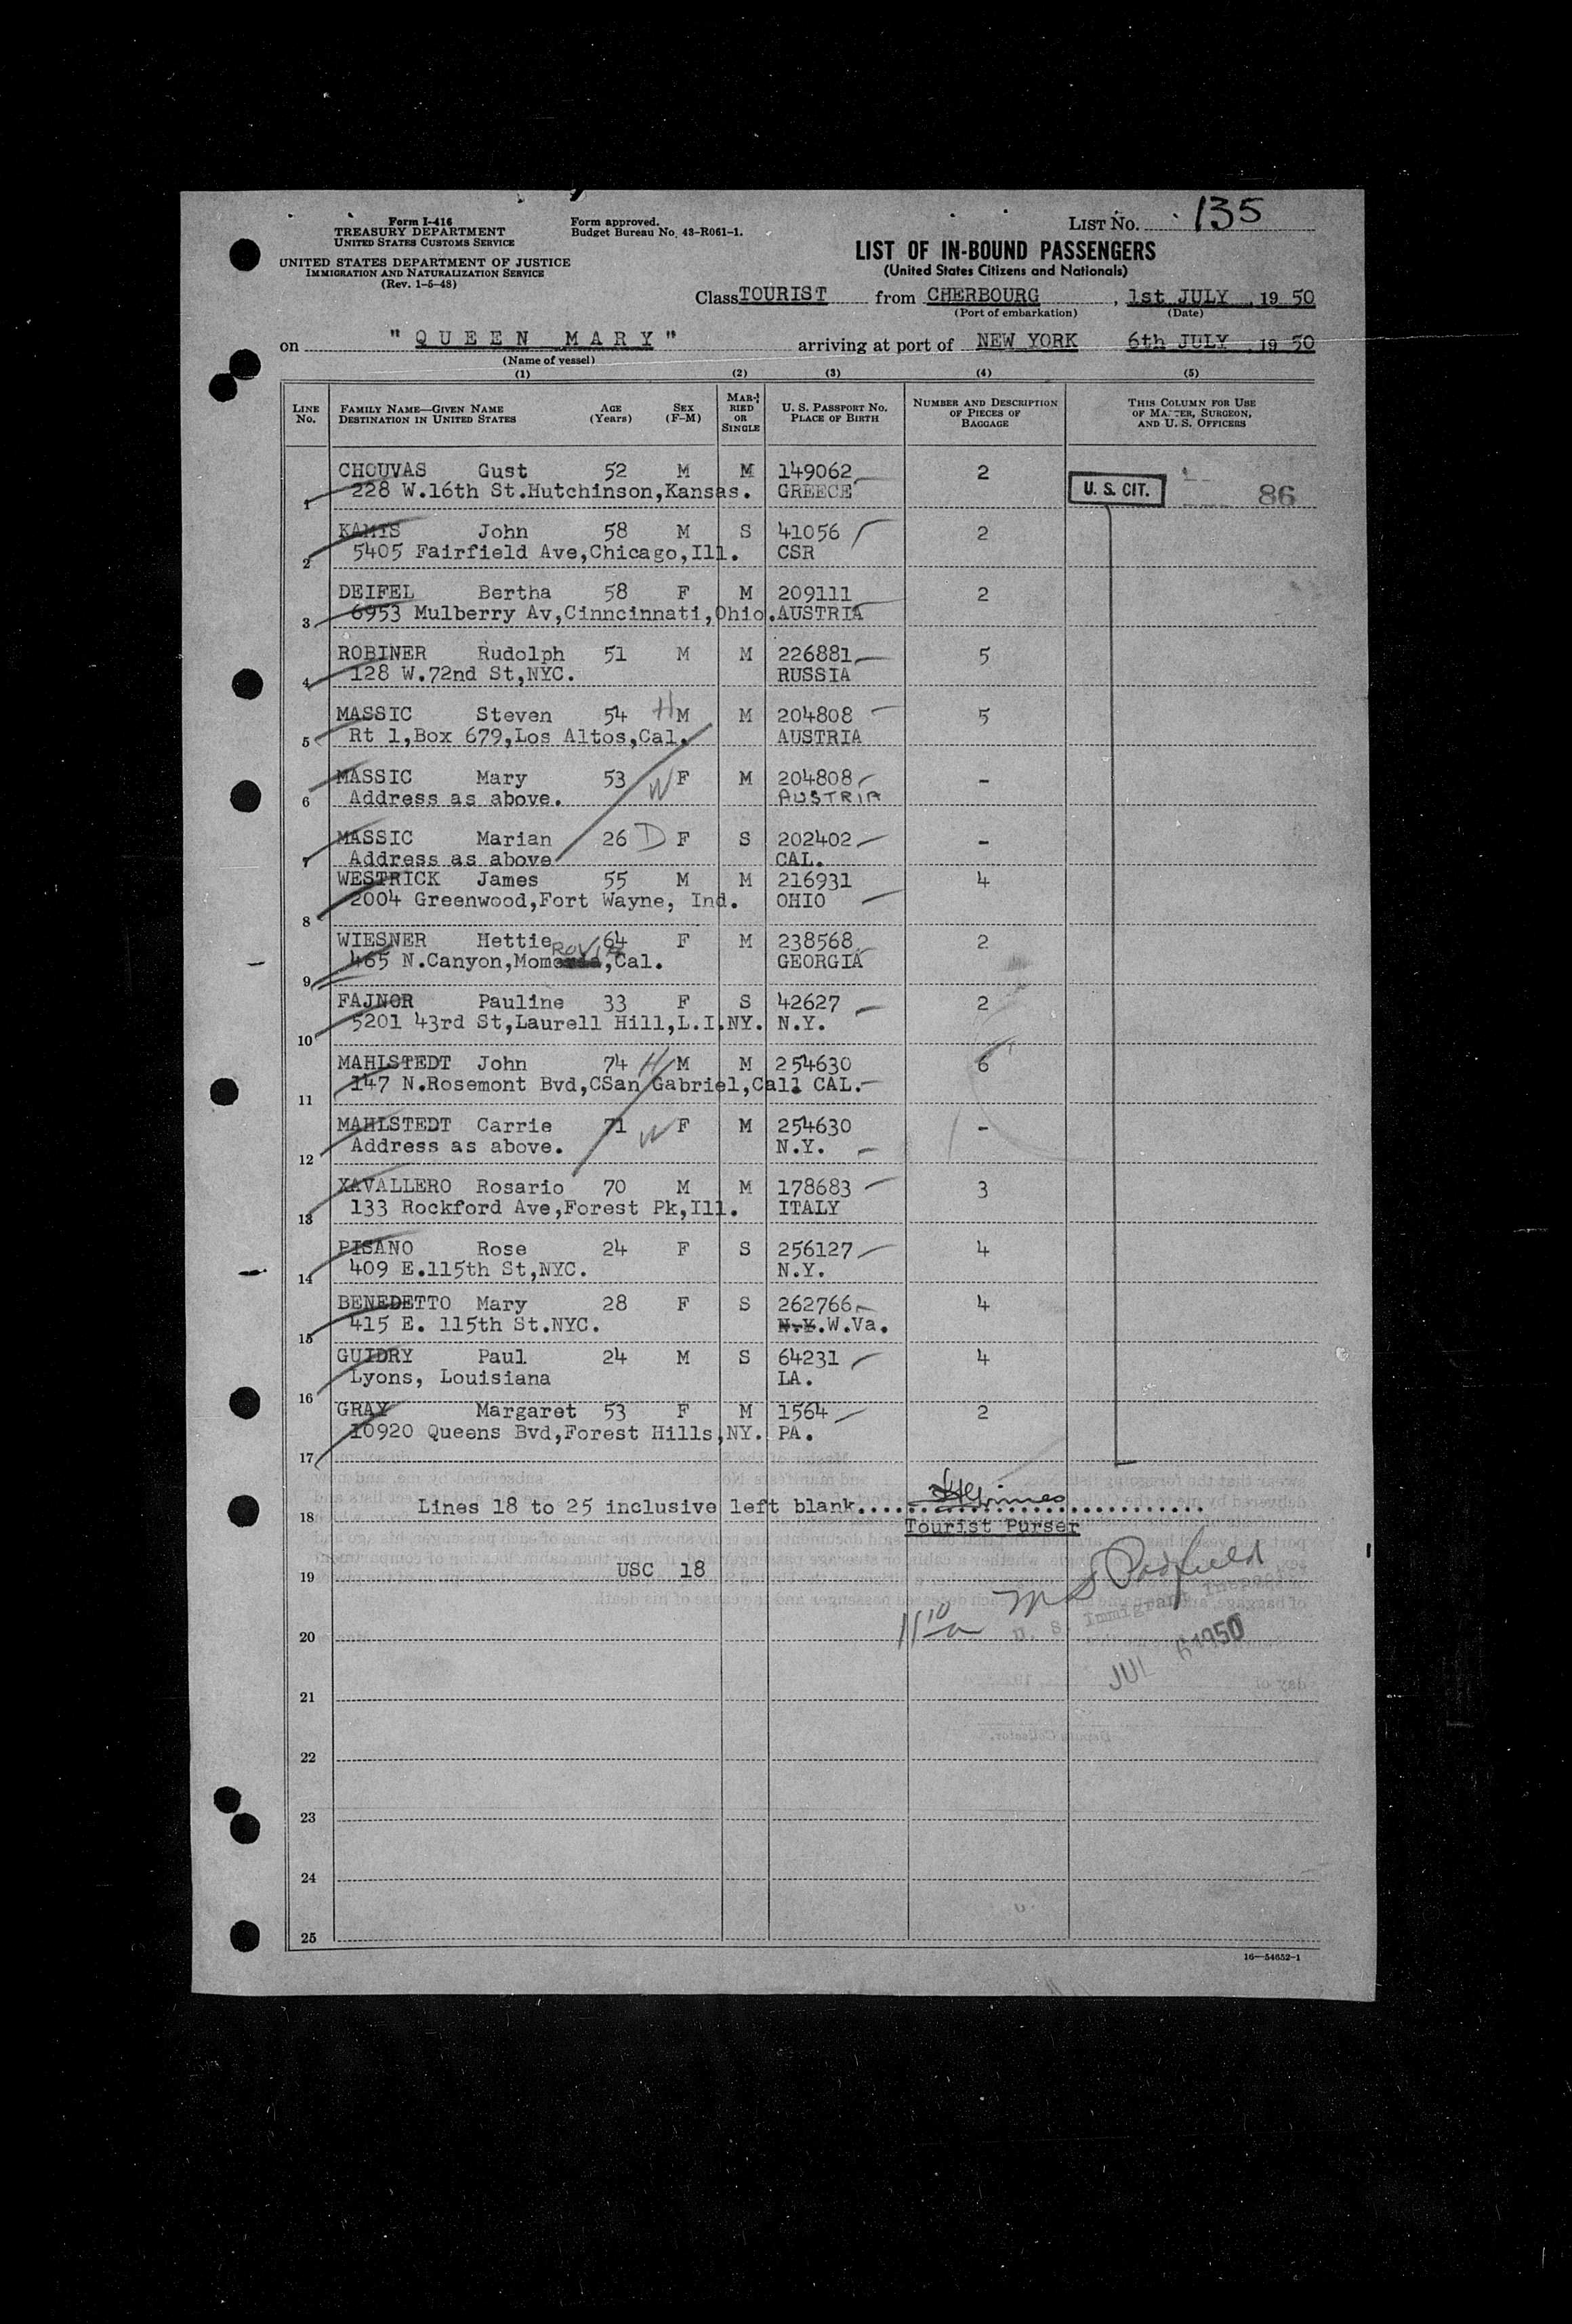 Form I-416
TREASURY DEPARTMENT
UNITED STATES CUSTOMS SERVICE
UNITED STATES DEPARTMENT OF JUSTICE
IMMIGRATION AND NATURALIZATION SERVICE
(Rev. 1-5-48)
Form approved.
Budget Bureau No. 43-R061-1.
LIST No. 135
LIST OF IN-BOUND PASSENGERS
(United States Citizens and Nationals)
Class TOURIST from CHERBOURG, 1st JULY, 19 50
(Port of embarkation) (Date)
on "QUEEN MARY" arriving at port of NEW YORK 6th JULY, 19 50
(Name of vessel)
(1) (2) (3) (4) (5)
LINE No. FAMILY NAME—GIVEN NAME DESTINATION IN UNITED STATES AGE (Years) SEX (F-M) MARRIED OR SINGLE U. S. PASSPORT No. PLACE OF BIRTH NUMBER AND DESCRIPTION OF PIECES OF BAGGAGE THIS COLUMN FOR USE OF MASTER, SURGEON, AND U. S. OFFICERS
CHOUVAS Gust 52 M M 149062 2
1 228 W.16th St.Hutchinson,Kansas. GREECE U. S. CIT. 86
KAMIS John 58 M S 41056 2
2 5405 Fairfield Ave,Chicago,Ill. CSR
DEIFEL Bertha 58 F M 209111 2
3 6953 Mulberry Av,Cinncinnati,Ohio. AUSTRIA
ROBINER Rudolph 51 M M 226881 5
4 128 W.72nd St,NYC. RUSSIA
MASSIC Steven 54 H M M 204808 5
5 Rt 1,Box 679,Los Altos,Cal. AUSTRIA
MASSIC Mary 53 W F M 204808 -
6 Address as above. AUSTRIA
MASSIC Marian 26 D F S 202402 -
7 Address as above CAL.
WESTRICK James 55 M M 216931 4
8 2004 Greenwood,Fort Wayne, Ind. OHIO
WIESNER Hettie 64 F M 238568 2
9 465 N.Canyon,Mom ROVIA,Cal. GEORGIA
FAJNOR Pauline 33 F S 42627 2
10 5201 43rd St,Laurell Hill,L.I.NY. N.Y.
MAHLSTEDT John 74 H M M 254630 6
11 147 N.Rosemont Bvd,CSan Gabriel,Call CAL.
MAHLSTEDT Carrie 71 W F M 254630 -
12 Address as above. N.Y.
XAVALLERO Rosario 70 M M 178683 3
13 133 Rockford Ave,Forest Pk,Ill. ITALY
PISANO Rose 24 F S 256127 4
14 409 E.115th St,NYC. N.Y.
BENEDETTO Mary 28 F S 262766 4
15 415 E. 115th St.NYC. N.Y.W.Va.
GUIDRY Paul 24 M S 64231 4
16 Lyons, Louisiana LA.
GRAY Margaret 53 F M 1564 2
17 10920 Queens Bvd,Forest Hills,NY. PA.
18 Lines 18 to 25 inclusive left blank
Tourist Purser
19 USC 18
M S Padfield
U. S. Immigrant Inspector
20 11 10 a
JUL 6 1950
21
22
23
24
25
16—54652-1